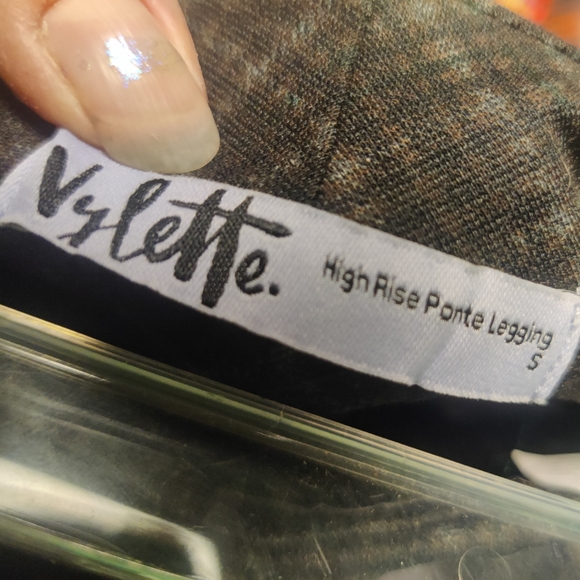 Vylette.
High Rise Ponte Legging
S